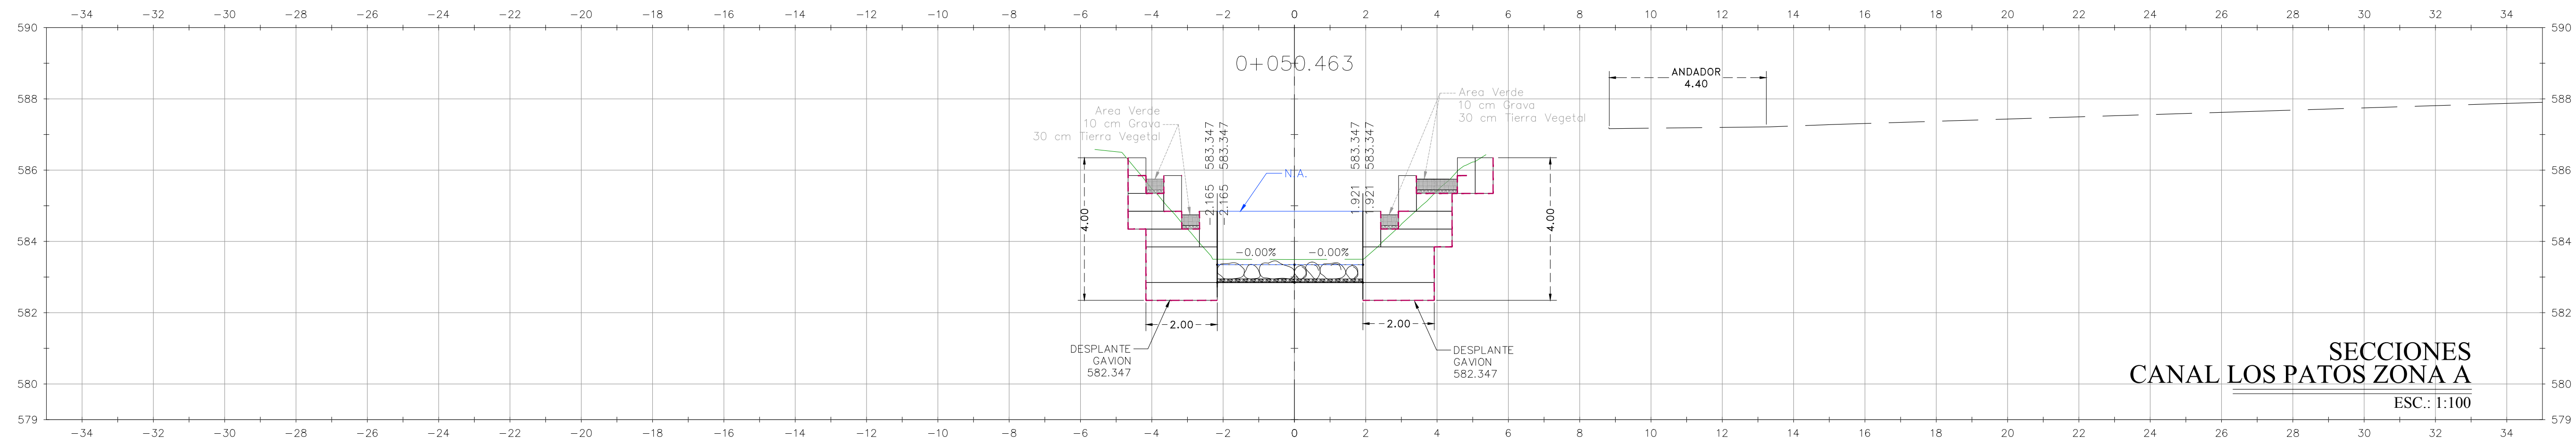 -34 -32 -30 -28 -26 -24 -22 -20 -18 -16 -14 -12 -10 -8 -6 -4 -2 0 2 4 6 8 10 12 14 16 18 20 22 24 26 28 30 32 34
590 590
0+050.463
ANDADOR
4.40
588 588
Area Verde
10 cm Grava
30 cm Tierra Vegetal
Area Verde
10 cm Grava
30 cm Tierra Vegetal
-2.165 583.347
-2.165 583.347
1.921 583.347
1.921 583.347
586 586
N.A.
4.00
4.00
584 584
-0.00% -0.00%
582 582
2.00
2.00
DESPLANTE
GAVION
582.347
DESPLANTE
GAVION
582.347
580 580
SECCIONES
CANAL LOS PATOS ZONA A
ESC.: 1:100
579 579
-34 -32 -30 -28 -26 -24 -22 -20 -18 -16 -14 -12 -10 -8 -6 -4 -2 0 2 4 6 8 10 12 14 16 18 20 22 24 26 28 30 32 34